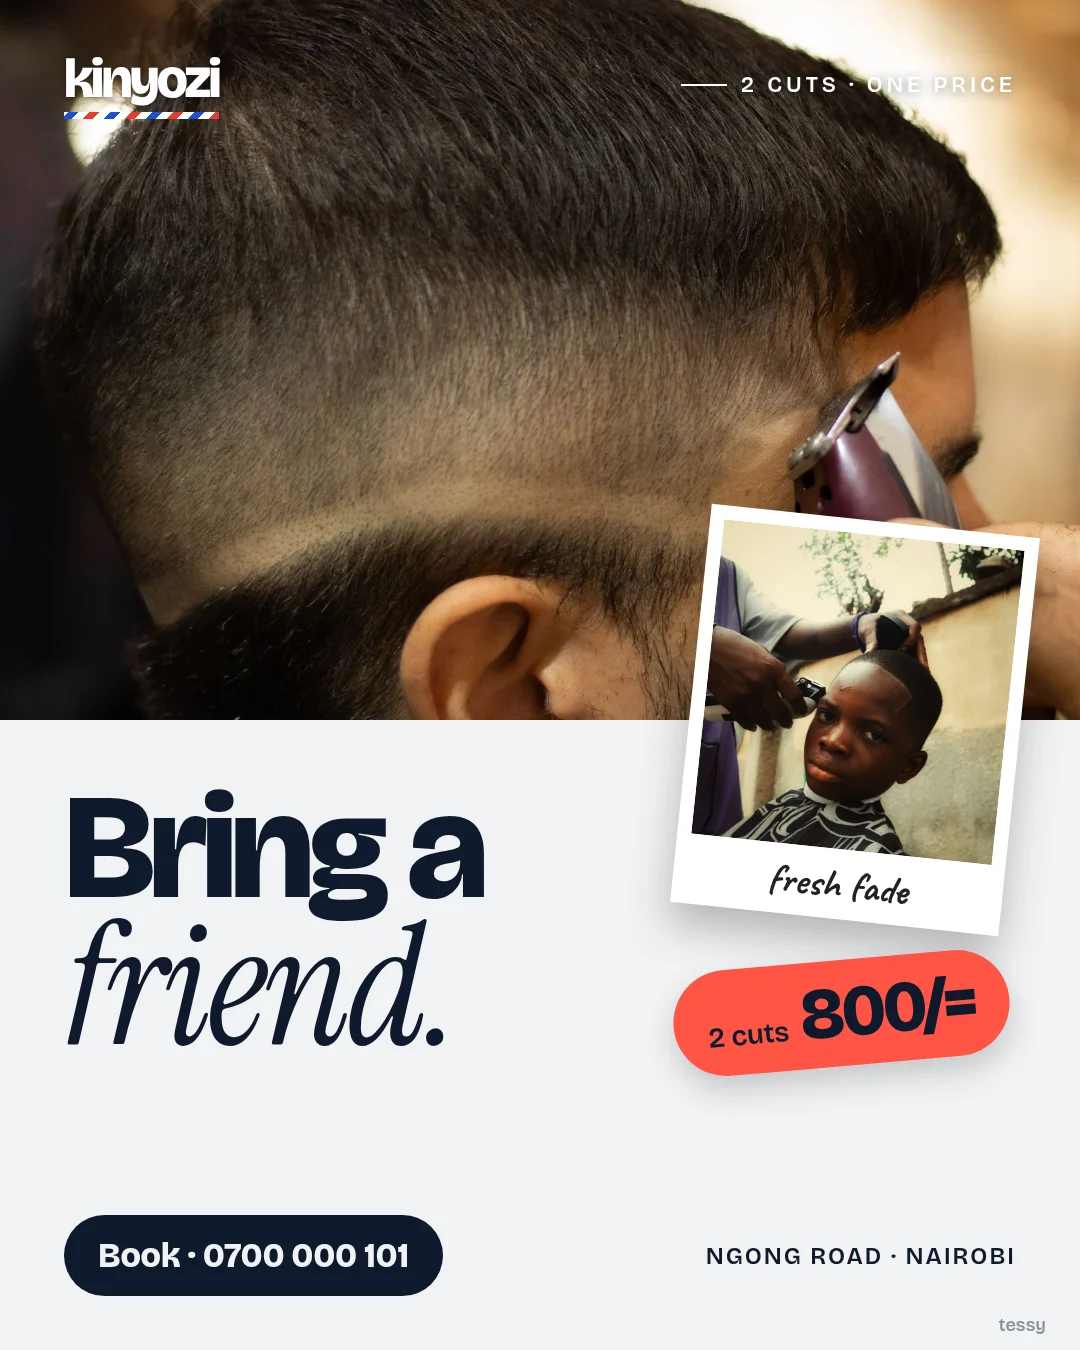 kinyozi
2 CUTS · ONE PRICE
Bring a
friend.
fresh fade
2 cuts 800/=
Book · 0700 000 101
NGONG ROAD · NAIROBI
tessy